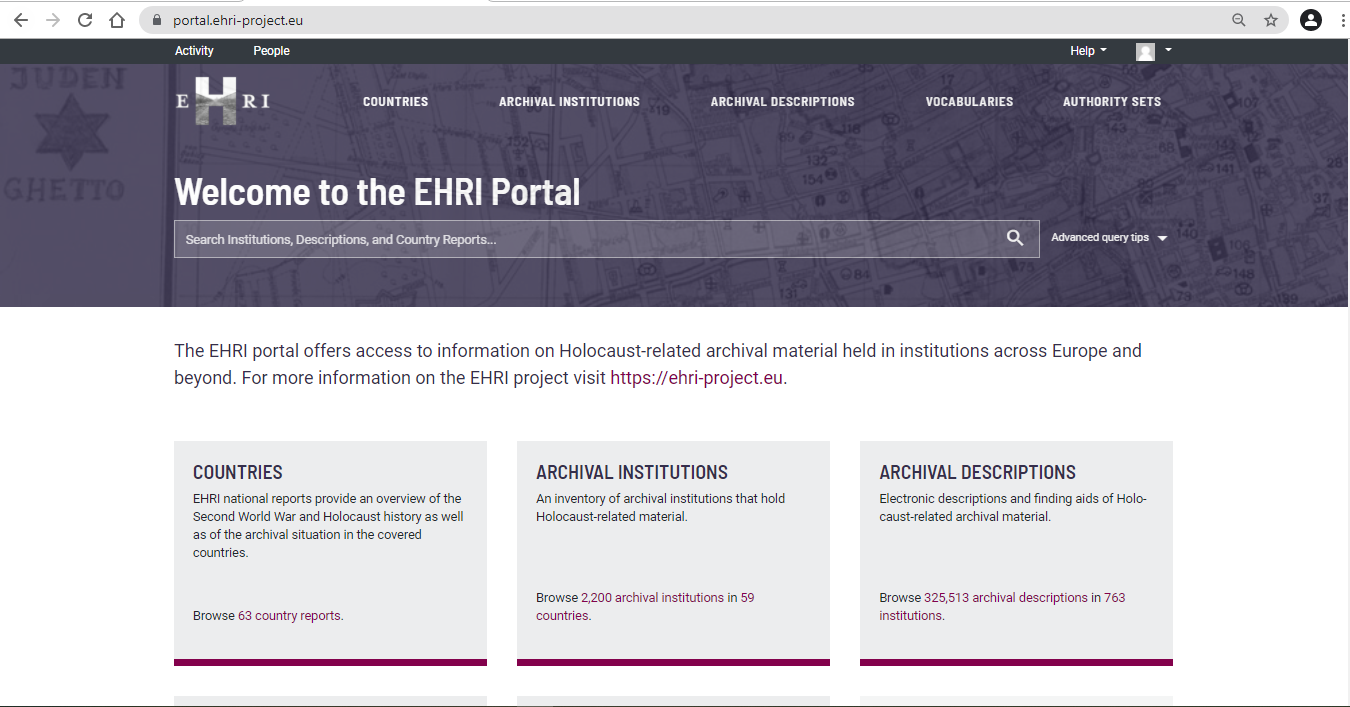 portal.ehri-project.eu
Activity People Help
JUDEN
GHETTO
EHRI COUNTRIES ARCHIVAL INSTITUTIONS ARCHIVAL DESCRIPTIONS VOCABULARIES AUTHORITY SETS
Welcome to the EHRI Portal
Search Institutions, Descriptions, and Country Reports... Advanced query tips
The EHRI portal offers access to information on Holocaust-related archival material held in institutions across Europe and
beyond. For more information on the EHRI project visit https://ehri-project.eu.
COUNTRIES
EHRI national reports provide an overview of the
Second World War and Holocaust history as well
as of the archival situation in the covered
countries.
Browse 63 country reports.
ARCHIVAL INSTITUTIONS
An inventory of archival institutions that hold
Holocaust-related material.
Browse 2,200 archival institutions in 59
countries.
ARCHIVAL DESCRIPTIONS
Electronic descriptions and finding aids of Holo-
caust-related archival material.
Browse 325,513 archival descriptions in 763
institutions.